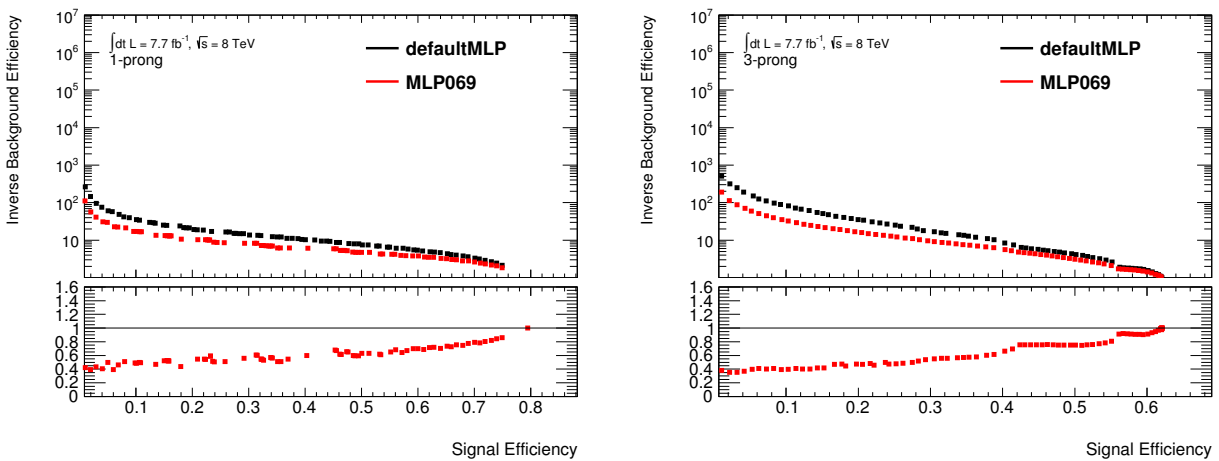 Inverse Background Efficiency
10^7
10^6
10^5
10^4
10^3
10^2
10
∫dt L = 7.7 fb⁻¹, √s = 8 TeV
1-prong
defaultMLP
MLP069
1.6
1.4
1.2
1
0.8
0.6
0.4
0.2
0
0.1 0.2 0.3 0.4 0.5 0.6 0.7 0.8
Signal Efficiency
Inverse Background Efficiency
10^7
10^6
10^5
10^4
10^3
10^2
10
∫dt L = 7.7 fb⁻¹, √s = 8 TeV
3-prong
defaultMLP
MLP069
1.6
1.4
1.2
1
0.8
0.6
0.4
0.2
0
0.1 0.2 0.3 0.4 0.5 0.6
Signal Efficiency